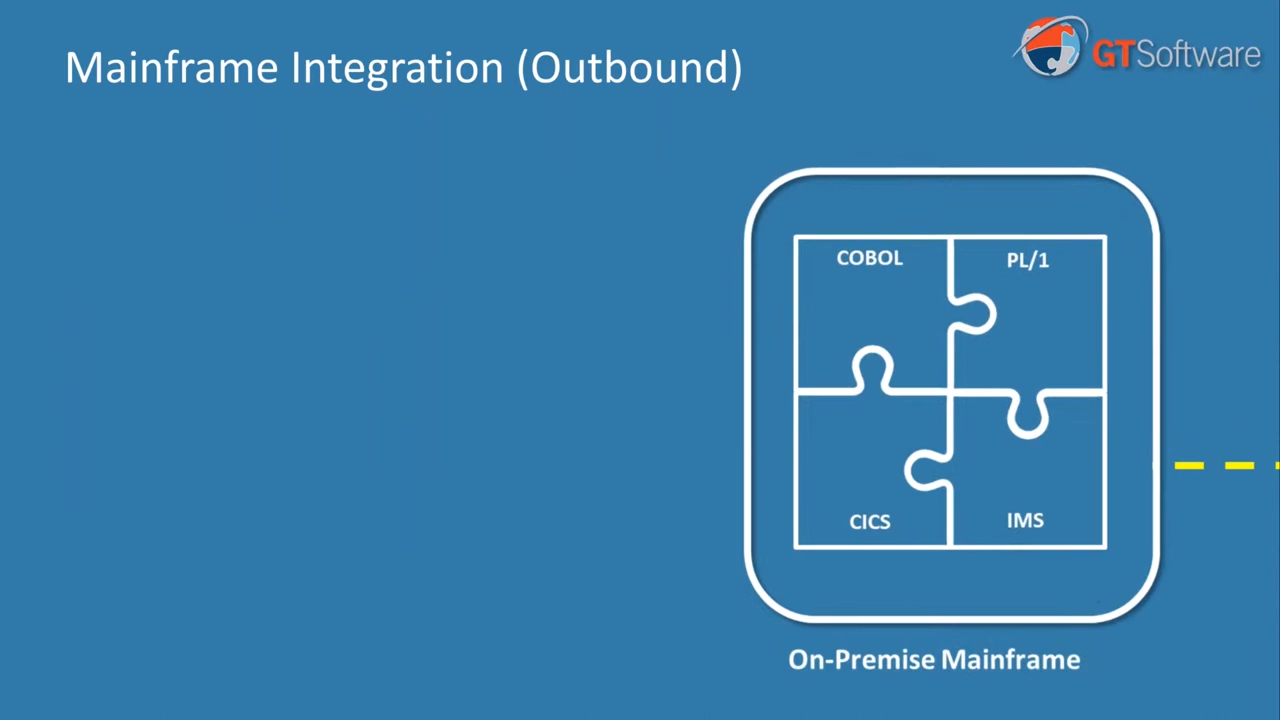 Mainframe Integration (Outbound)
GTSoftware
COBOL
PL/1
CICS
IMS
On-Premise Mainframe